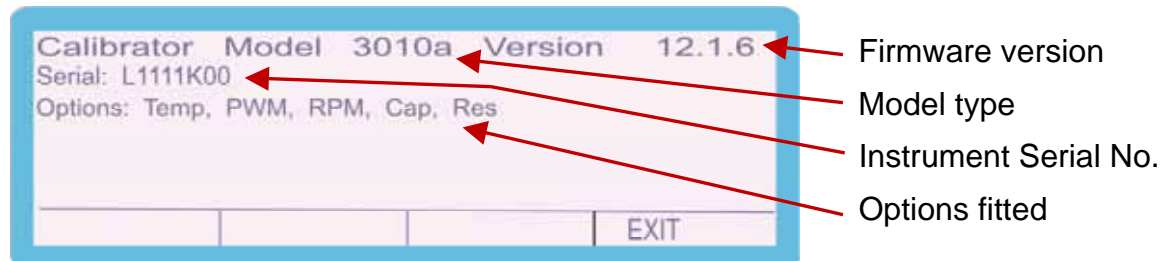 Calibrator Model 3010a Version 12.1.6
Serial: L1111K00
Options: Temp, PWM, RPM, Cap, Res
EXIT
Firmware version
Model type
Instrument Serial No.
Options fitted